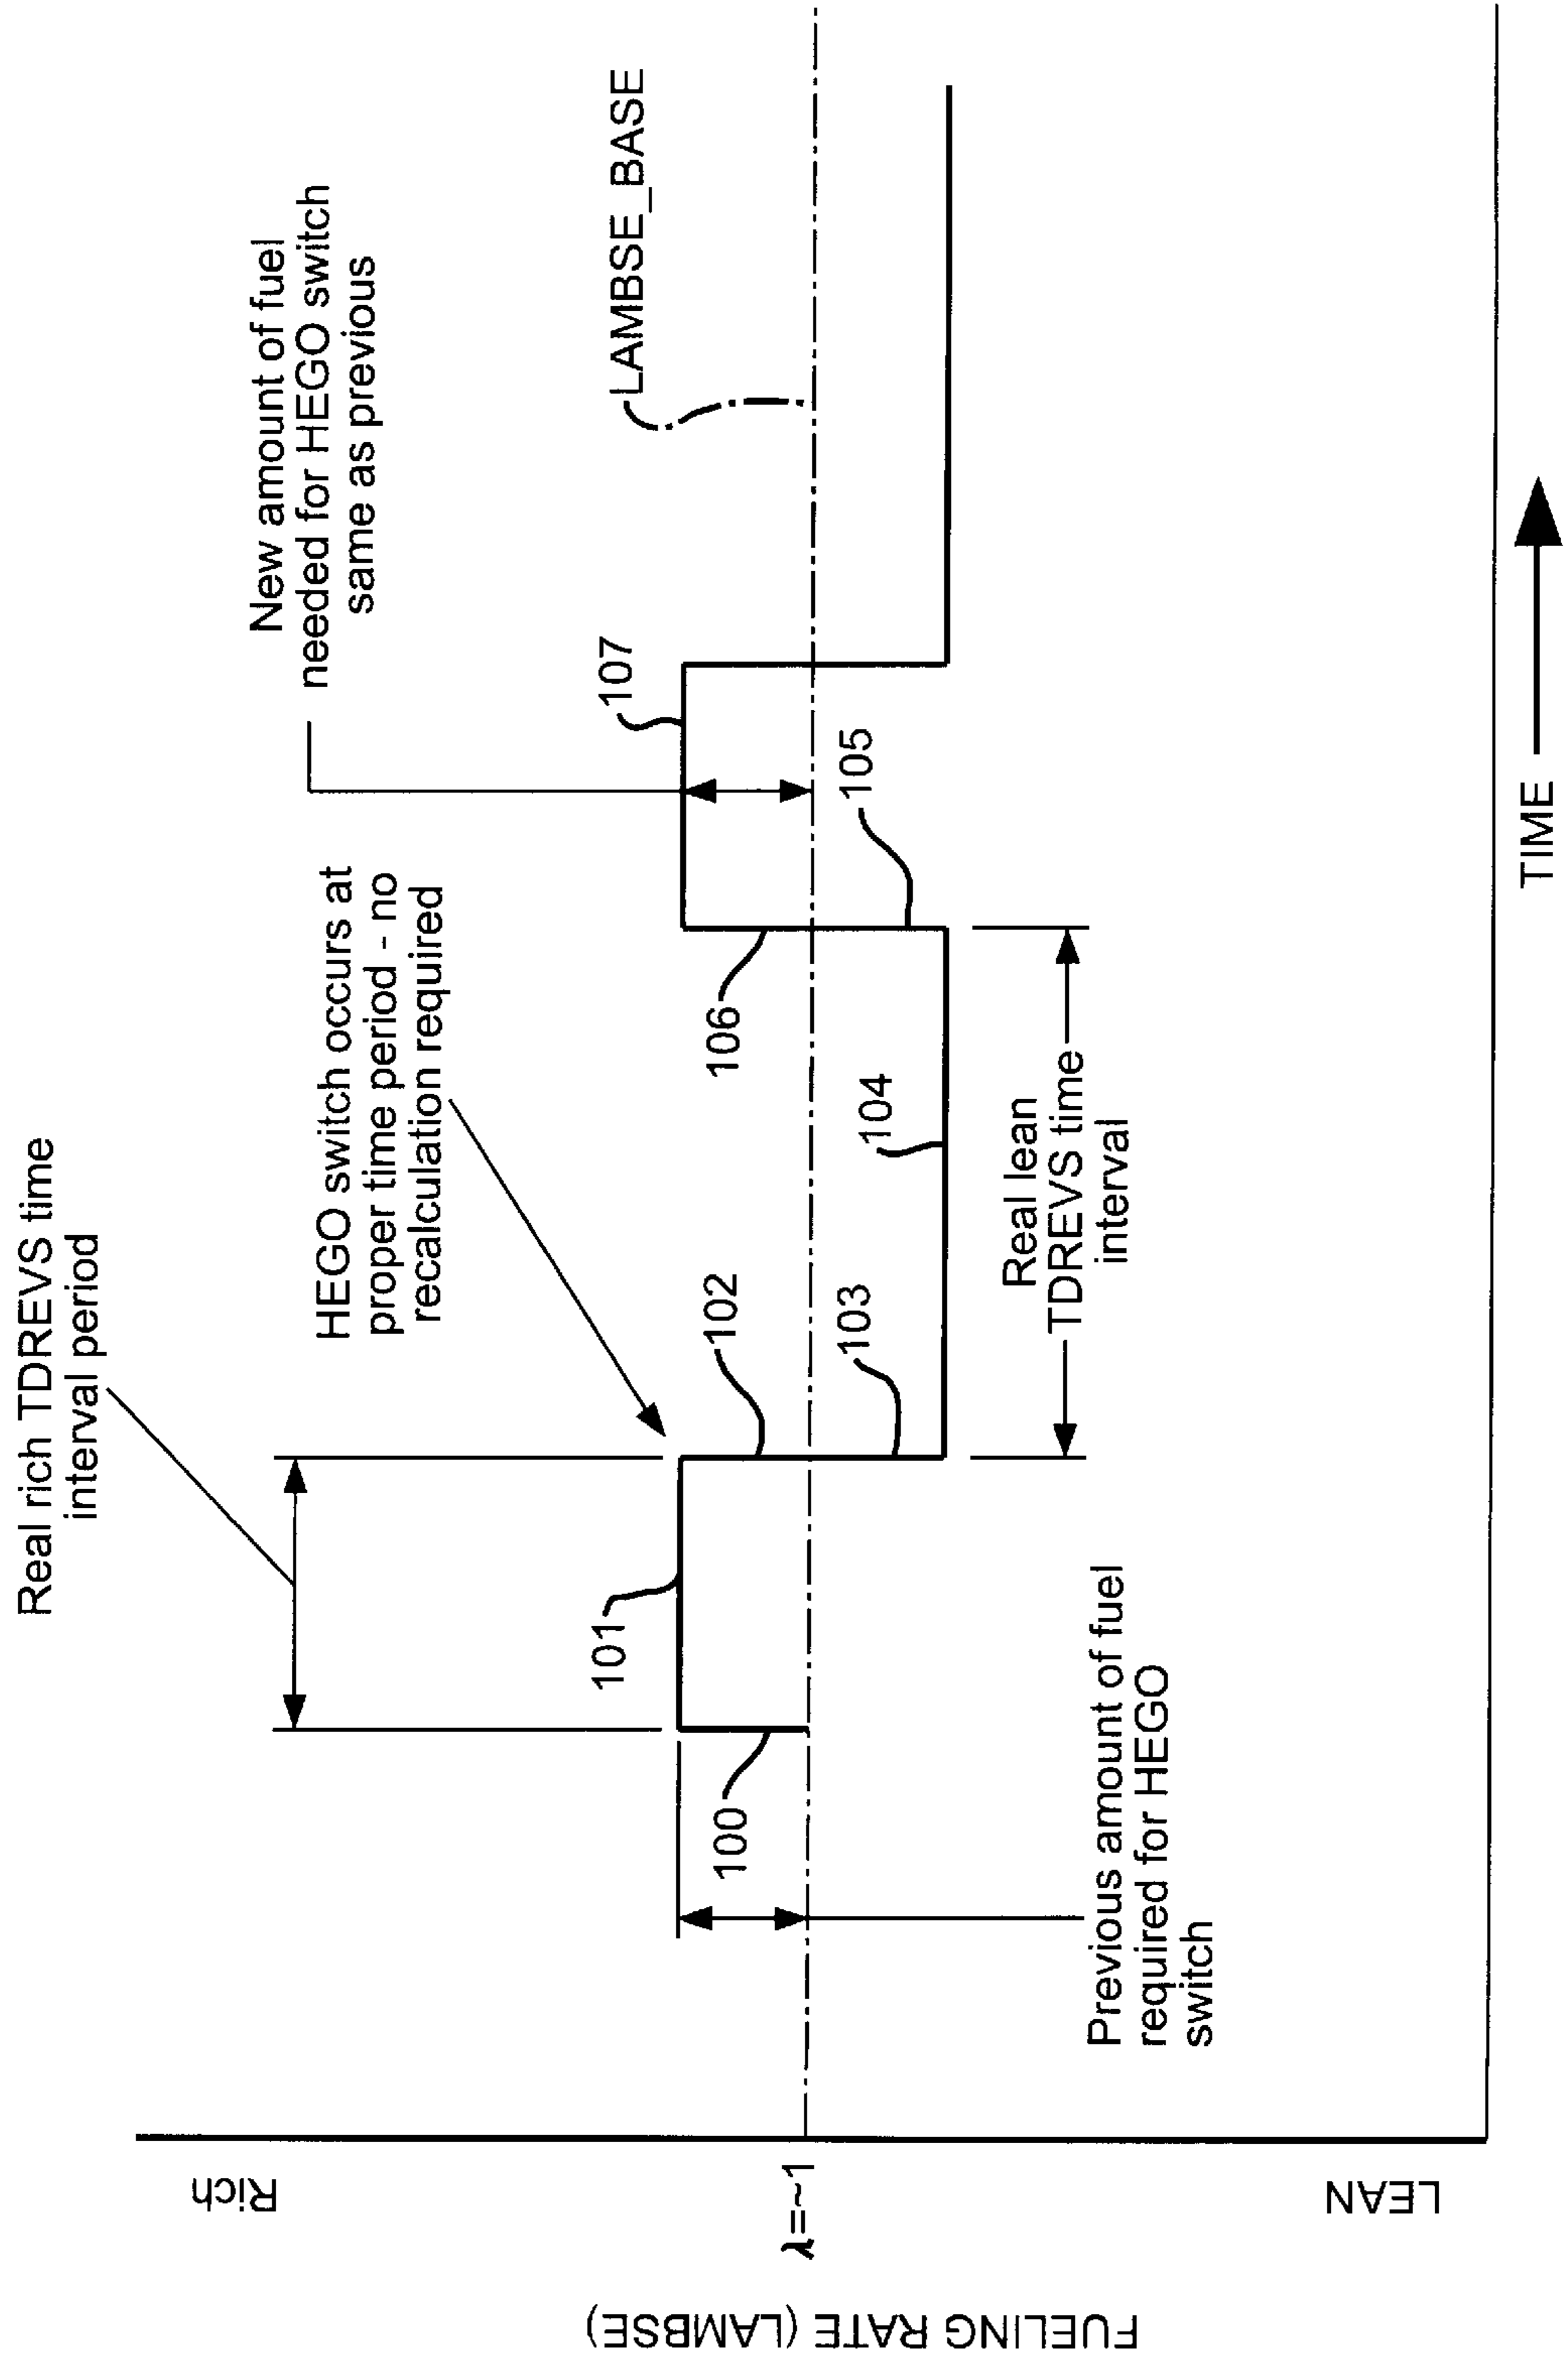 Real rich TDREVS time
interval period
HEGO switch occurs at
proper time period - no
recalculation required
New amount of fuel
needed for HEGO switch
same as previous
LAMBSE_BASE
101
107
100
102
106
103
104
105
Real lean
TDREVS time
interval
Previous amount of fuel
required for HEGO
switch
Rich
λ=~1
LEAN
FUELING RATE (LAMBSE)
TIME